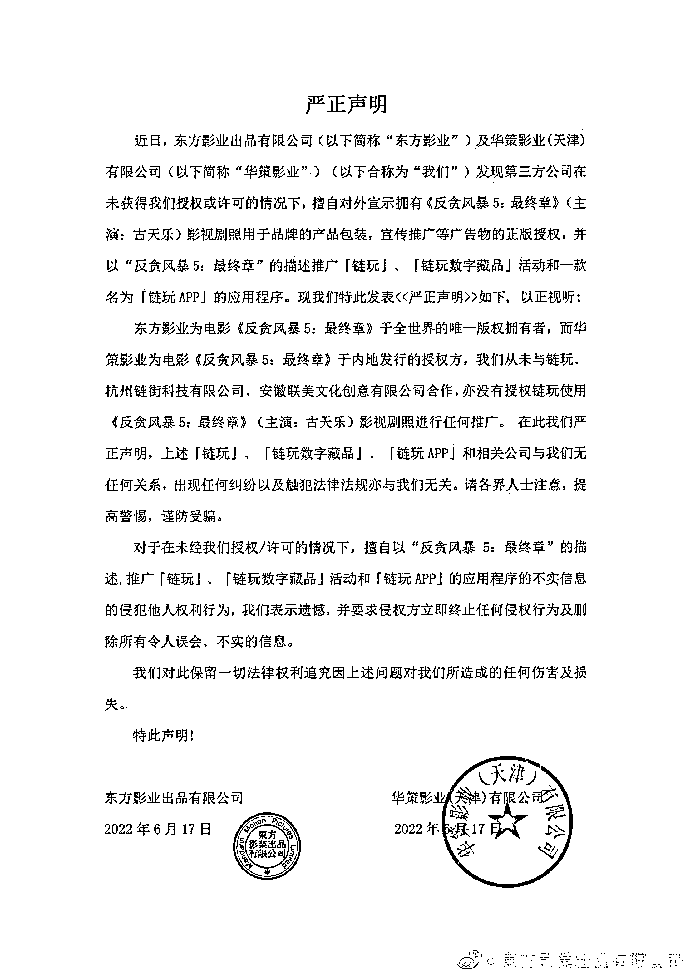 严正声明
近日，东方影业出品有限公司（以下简称“东方影业”）及华策影业(天津)
有限公司（以下简称“华策影业”）（以下合称为“我们”）发现第三方公司在
未获得我们授权或许可的情况下，擅自对外宣示拥有《反贪风暴5：最终章》（主
演：古天乐）影视剧照用于品牌的产品包装，宣传推广等广告物的正版授权，并
以“反贪风暴5：最终章”的描述推广「链玩」、「链玩数字藏品」活动和一款
名为「链玩APP」的应用程序。现我们特此发表<<严正声明>>如下，以正视听：
东方影业为电影《反贪风暴5：最终章》于全世界的唯一版权拥有者，而华
策影业为电影《反贪风暴5：最终章》于内地发行的授权方，我们从未与链玩、
杭州链街科技有限公司、安徽联美文化创意有限公司合作，亦没有授权链玩使用
《反贪风暴5：最终章》（主演：古天乐）影视剧照进行任何推广。在此我们严
正声明，上述「链玩」、「链玩数字藏品」、「链玩APP」和相关公司与我们无
任何关系，出现任何纠纷以及触犯法律法规亦与我们无关。请各界人士注意，提
高警惕，谨防受骗。
对于在未经我们授权/许可的情况下，擅自以“反贪风暴 5：最终章”的描
述，推广「链玩」、「链玩数字藏品」活动和「链玩APP」的应用程序的不实信息
的侵犯他人权利行为，我们表示遗憾，并要求侵权方立即终止任何侵权行为及删
除所有令人误会、不实的信息。
我们对此保留一切法律权利追究因上述问题对我们所造成的任何伤害及损
失。
特此声明！
东方影业出品有限公司
华策影业(天津)有限公司
2022年6月17日
2022年6月17日
Mandarin Motion Pictures Limited
東方
影業出品
有限公司
华策影业（天津）有限公司